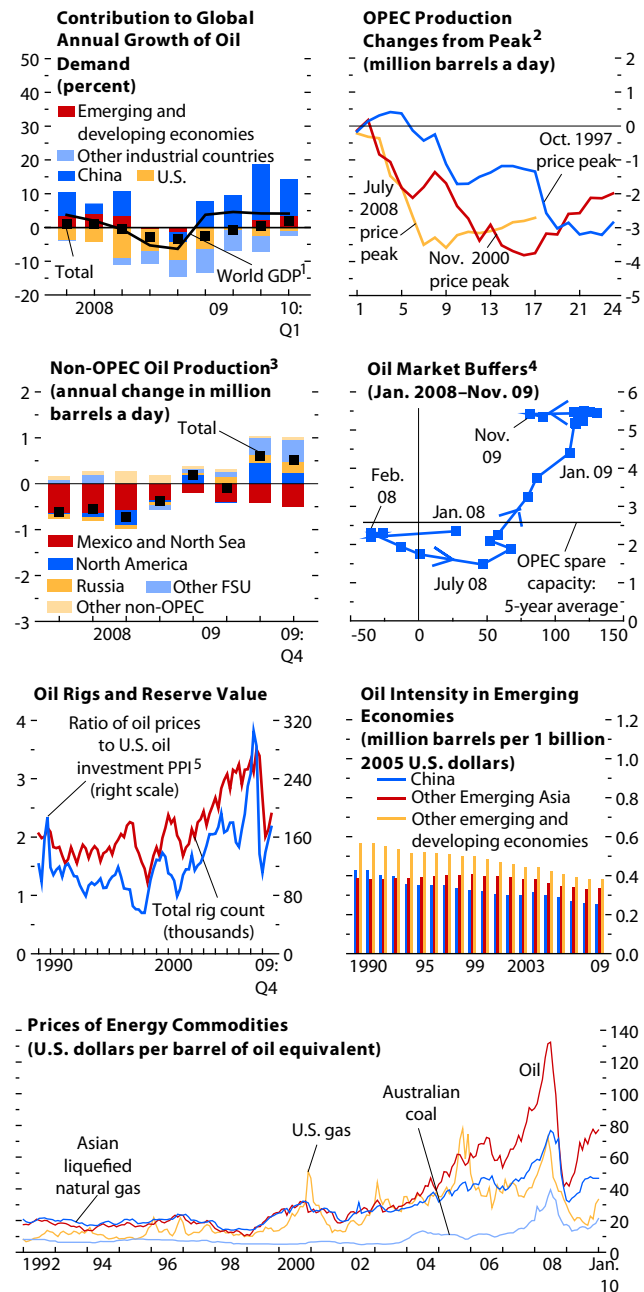 Contribution to Global
Annual Growth of Oil
Demand
(percent)
50
40
30
20
10
0
-10
-20
Emerging and
developing economies
Other industrial countries
China
U.S.
Total
World GDP1
2008
09
10:
Q1
OPEC Production
Changes from Peak2
(million barrels a day)
2
1
0
-1
-2
-3
-4
-5
Oct. 1997
price peak
July
2008
price
peak
Nov. 2000
price peak
1
5
9
13
17
20
24
Non-OPEC Oil Production3
(annual change in million
barrels a day)
2
1
0
-1
-2
-3
Total
Mexico and North Sea
North America
Russia
Other FSU
Other non-OPEC
2008
09
09:
Q4
Oil Market Buffers4
(Jan. 2008–Nov. 09)
6
5
4
3
2
1
0
Nov.
09
Jan. 09
Feb.
08
Jan. 08
July 08
OPEC spare
capacity:
5-year average
-50
0
50
100
150
Oil Rigs and Reserve Value
4
3
2
1
0
320
240
160
80
0
Ratio of oil prices
to U.S. oil
investment PPI5
(right scale)
Total rig count
(thousands)
1990
2000
09:
Q4
Oil Intensity in Emerging
Economies
(million barrels per 1 billion
2005 U.S. dollars)
1.2
1.0
0.8
0.6
0.4
0.2
0.0
China
Other Emerging Asia
Other emerging and
developing economies
1990
95
99
2003
09
Prices of Energy Commodities
(U.S. dollars per barrel of oil equivalent)
140
120
100
80
60
40
20
0
Oil
Australian
coal
U.S. gas
Asian
liquefied
natural gas
1992
94
96
98
2000
02
04
06
08
Jan.
10